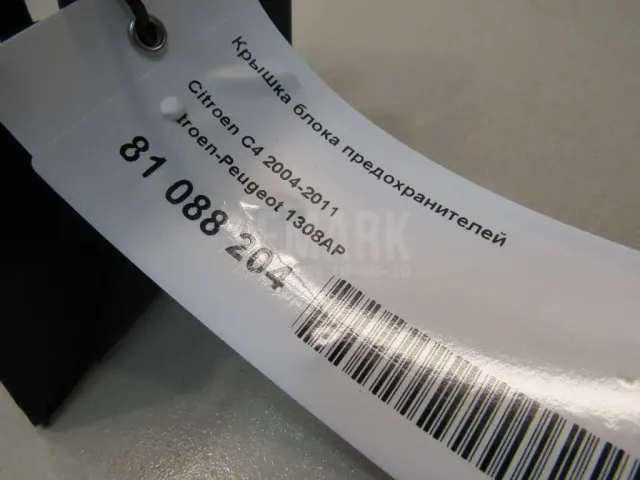 Крышка блока предохранителей
Citroen C4 2004-2011
troen-Peugeot 1308AP
81 088 204